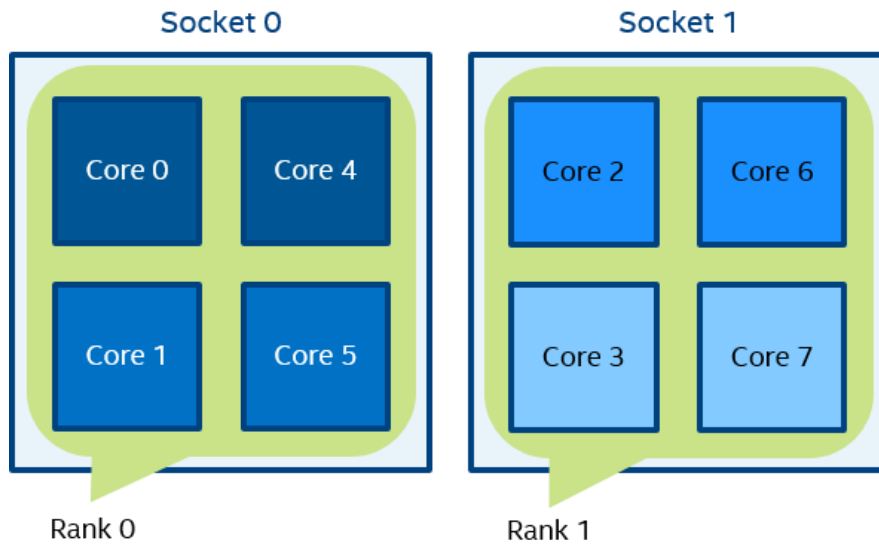 Socket 0
Socket 1
Core 0
Core 4
Core 2
Core 6
Core 1
Core 5
Core 3
Core 7
Rank 0
Rank 1